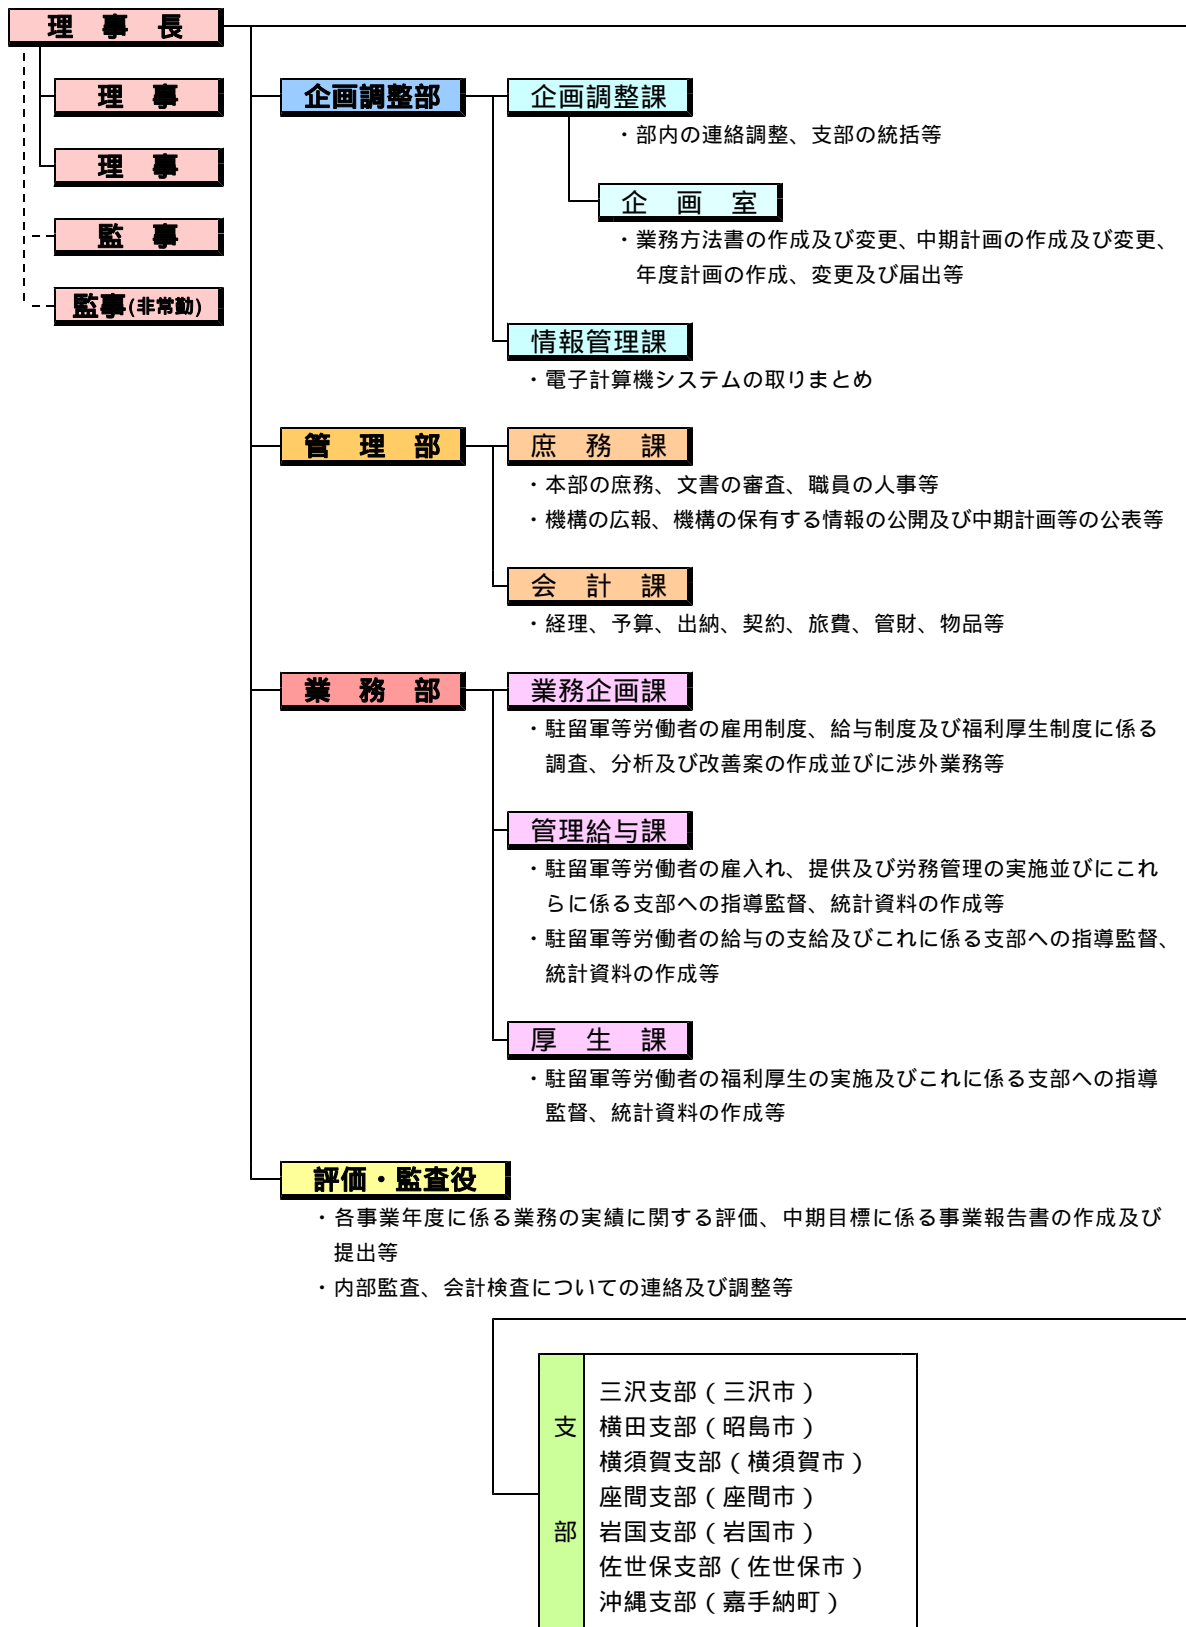 理　事　長
理　事
理　事
監　事
監事(非常勤)
企画調整部
企画調整課
・部内の連絡調整、支部の統括等
企　画　室
・業務方法書の作成及び変更、中期計画の作成及び変更、
年度計画の作成、変更及び届出等
情報管理課
・電子計算機システムの取りまとめ
管　理　部
庶　務　課
・本部の庶務、文書の審査、職員の人事等
・機構の広報、機構の保有する情報の公開及び中期計画等の公表等
会　計　課
・経理、予算、出納、契約、旅費、管財、物品等
業　務　部
業務企画課
・駐留軍等労働者の雇用制度、給与制度及び福利厚生制度に係る
調査、分析及び改善案の作成並びに渉外業務等
管理給与課
・駐留軍等労働者の雇入れ、提供及び労務管理の実施並びにこれ
らに係る支部への指導監督、統計資料の作成等
・駐留軍等労働者の給与の支給及びこれに係る支部への指導監督、
統計資料の作成等
厚　生　課
・駐留軍等労働者の福利厚生の実施及びこれに係る支部への指導
監督、統計資料の作成等
評価・監査役
・各事業年度に係る業務の実績に関する評価、中期目標に係る事業報告書の作成及び
提出等
・内部監査、会計検査についての連絡及び調整等
支　部
三沢支部（三沢市）
横田支部（昭島市）
横須賀支部（横須賀市）
座間支部（座間市）
岩国支部（岩国市）
佐世保支部（佐世保市）
沖縄支部（嘉手納町）